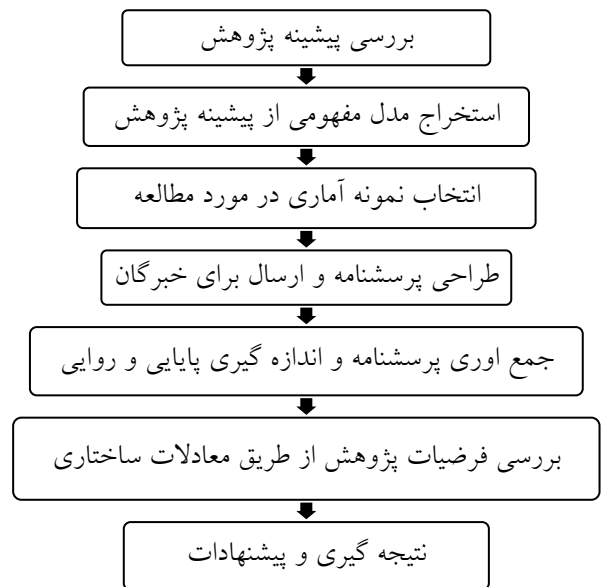 بررسی پیشینه پژوهش
استخراج مدل مفهومی از پیشینه پژوهش
انتخاب نمونه آماری در مورد مطالعه
طراحی پرسشنامه و ارسال برای خبرگان
جمع اوری پرسشنامه و اندازه گیری پایایی و روایی
بررسی فرضیات پژوهش از طریق معادلات ساختاری
نتیجه گیری و پیشنهادات